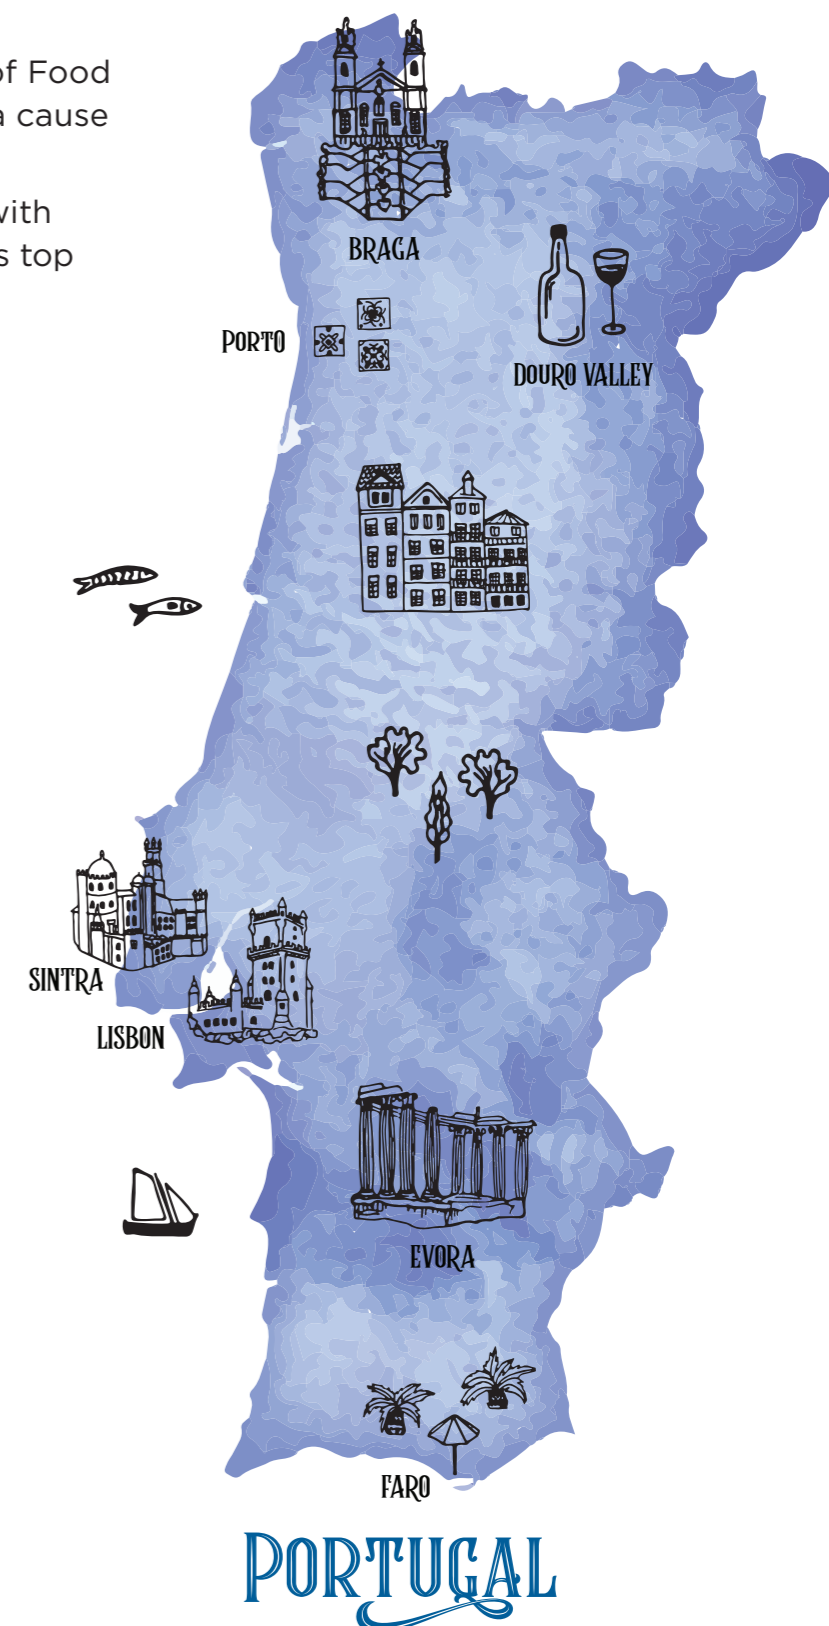 of Food
a cause
with
s top
BRAGA
PORTO
DOURO VALLEY
SINTRA
LISBON
EVORA
FARO
PORTUGAL